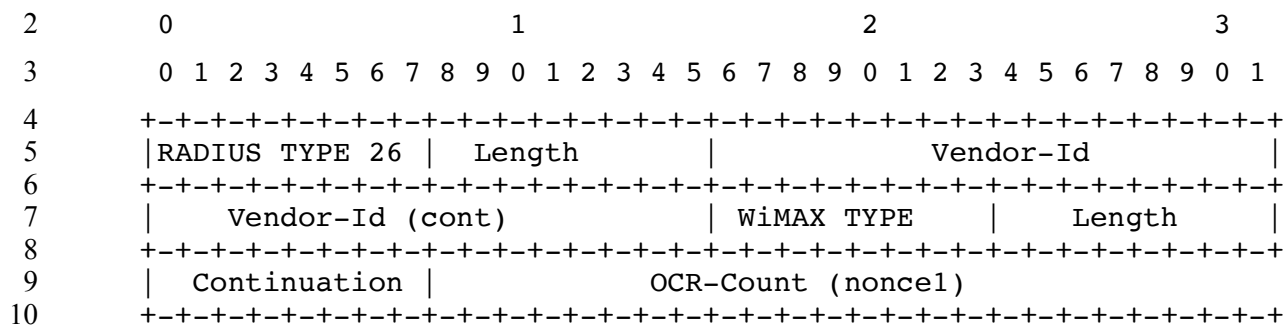 2 0 1 2 3
3 0 1 2 3 4 5 6 7 8 9 0 1 2 3 4 5 6 7 8 9 0 1 2 3 4 5 6 7 8 9 0 1
4 +-+-+-+-+-+-+-+-+-+-+-+-+-+-+-+-+-+-+-+-+-+-+-+-+-+-+-+-+-+-+-+-+
5 |RADIUS TYPE 26 | Length | Vendor-Id |
6 +-+-+-+-+-+-+-+-+-+-+-+-+-+-+-+-+-+-+-+-+-+-+-+-+-+-+-+-+-+-+-+-+
7 | Vendor-Id (cont) | WiMAX TYPE | Length |
8 +-+-+-+-+-+-+-+-+-+-+-+-+-+-+-+-+-+-+-+-+-+-+-+-+-+-+-+-+-+-+-+-+
9 | Continuation | OCR-Count (nonce1)
10 +-+-+-+-+-+-+-+-+-+-+-+-+-+-+-+-+-+-+-+-+-+-+-+-+-+-+-+-+-+-+-+-+